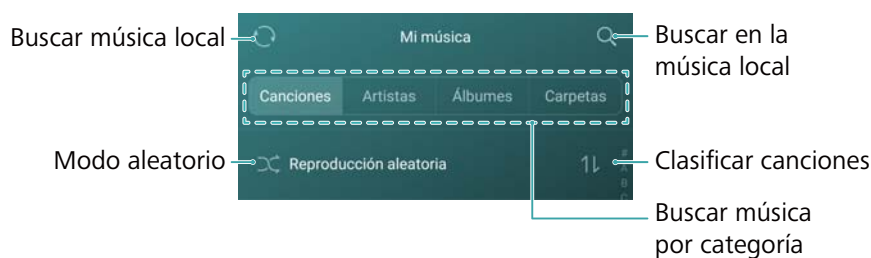 Buscar música local
Mi música
Buscar en la
música local
Canciones Artistas Álbumes Carpetas
Modo aleatorio
Reproducción aleatoria
Clasificar canciones
#
A
B
C
Buscar música
por categoría